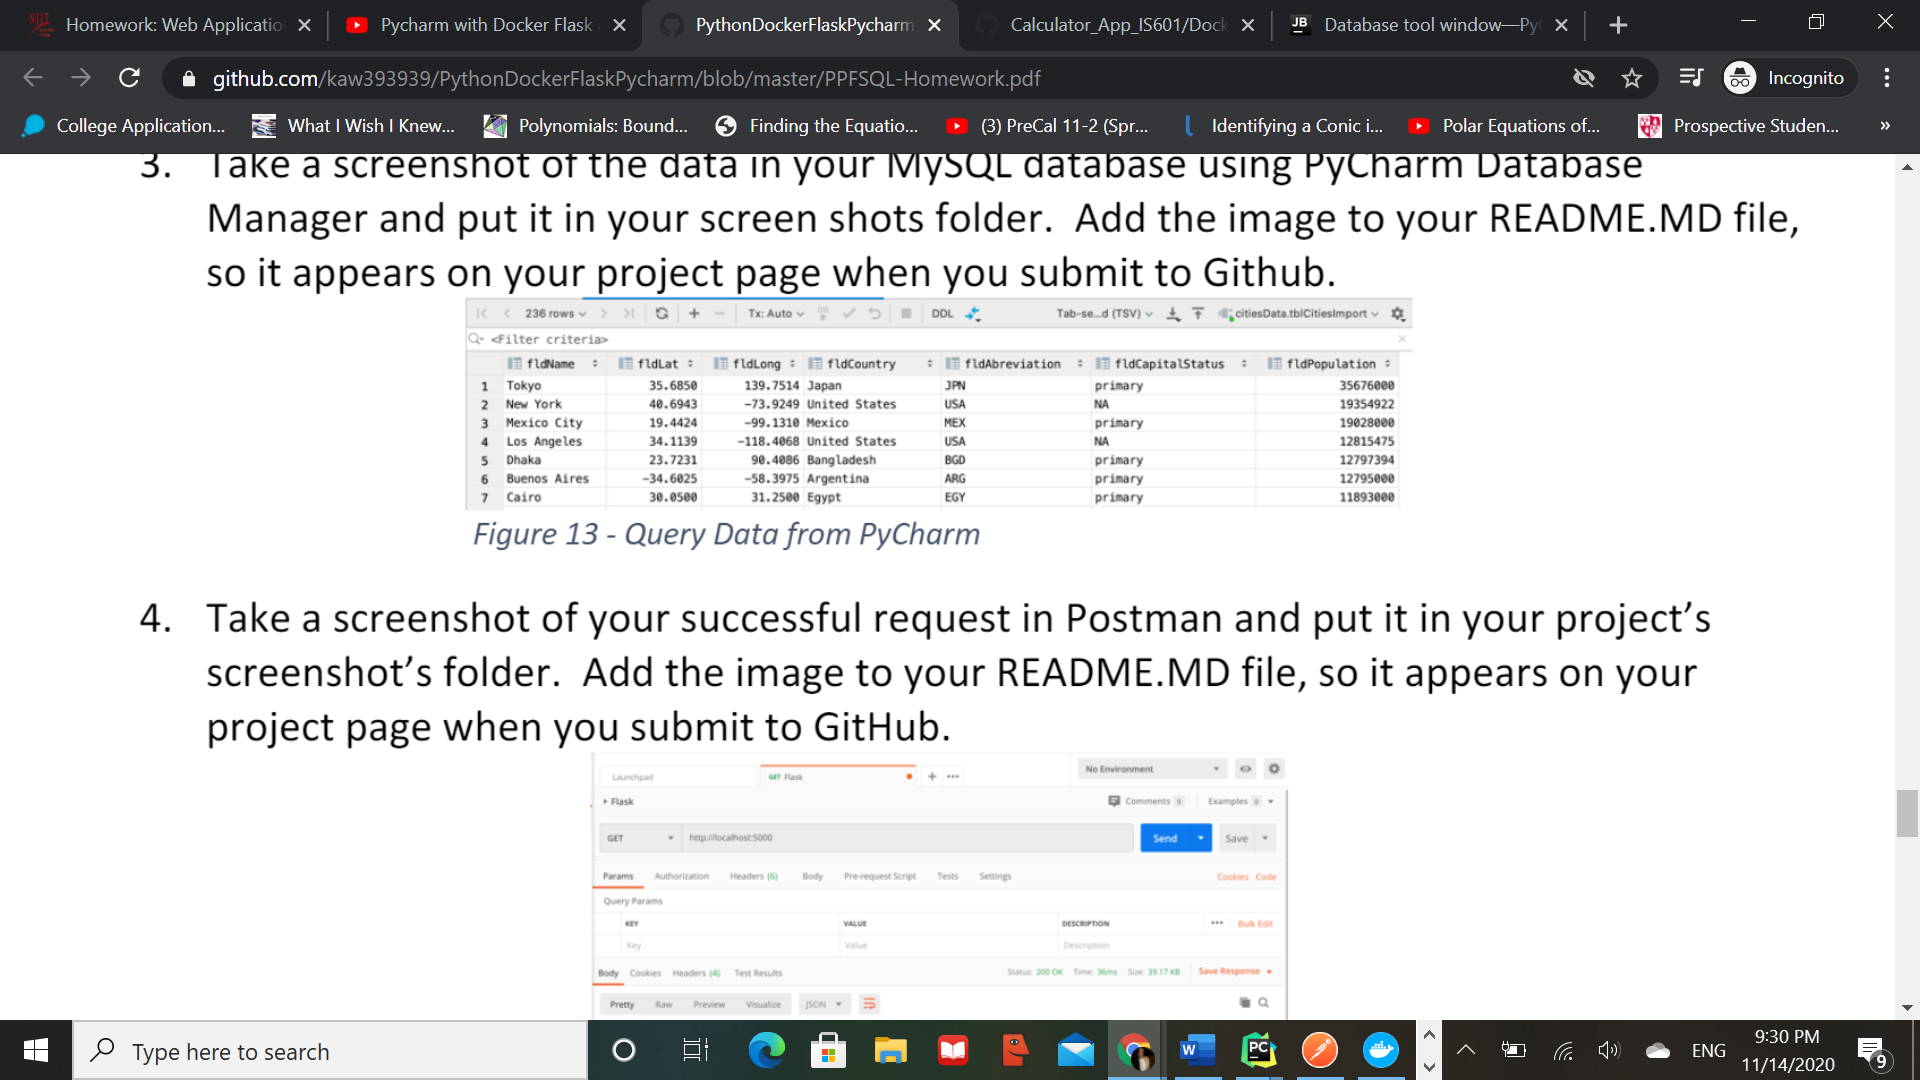 Homework: Web Applicatio
Pycharm with Docker Flask
PythonDockerFlaskPycharm
Calculator_App_IS601/Dock
JB Database tool window—Py
github.com/kaw393939/PythonDockerFlaskPycharm/blob/master/PPFSQL-Homework.pdf
Incognito
College Application...
What I Wish I Knew...
Polynomials: Bound...
Finding the Equatio...
(3) PreCal 11-2 (Spr...
Identifying a Conic i...
Polar Equations of...
Prospective Studen...
»
3. Take a screenshot of the data in your MySQL database using PyCharm Database
Manager and put it in your screen shots folder. Add the image to your README.MD file,
so it appears on your project page when you submit to Github.
236 rows Tx: Auto DB DDL Tab-se...d (TSV) citiesData.tblCitiesImport
<Filter criteria>
fldName fldLat fldLong fldCountry fldAbreviation fldCapitalStatus fldPopulation
1 Tokyo 35.6850 139.7514 Japan JPN primary 35676000
2 New York 40.6943 -73.9249 United States USA NA 19354922
3 Mexico City 19.4424 -99.1310 Mexico MEX primary 19028000
4 Los Angeles 34.1139 -118.4068 United States USA NA 12815475
5 Dhaka 23.7231 90.4086 Bangladesh BGD primary 12797394
6 Buenos Aires -34.6025 -58.3975 Argentina ARG primary 12795000
7 Cairo 30.0500 31.2500 Egypt EGY primary 11893000
Figure 13 - Query Data from PyCharm
4. Take a screenshot of your successful request in Postman and put it in your project’s
screenshot’s folder. Add the image to your README.MD file, so it appears on your
project page when you submit to GitHub.
Launchpad GET Flask + ••• No Environment
Flask Comments 0 Examples 0
GET http://localhost:5000 Send Save
Params Authorization Headers (6) Body Pre-request Script Tests Settings Cookies Code
Query Params
KEY VALUE DESCRIPTION ••• Bulk Edit
Key Value Description
Body Cookies Headers (4) Test Results Status: 200 OK Time: 36ms Size: 39.17 KB Save Response
Pretty Raw Preview Visualize JSON
Type here to search
W
PC
ENG
9:30 PM
11/14/2020
9